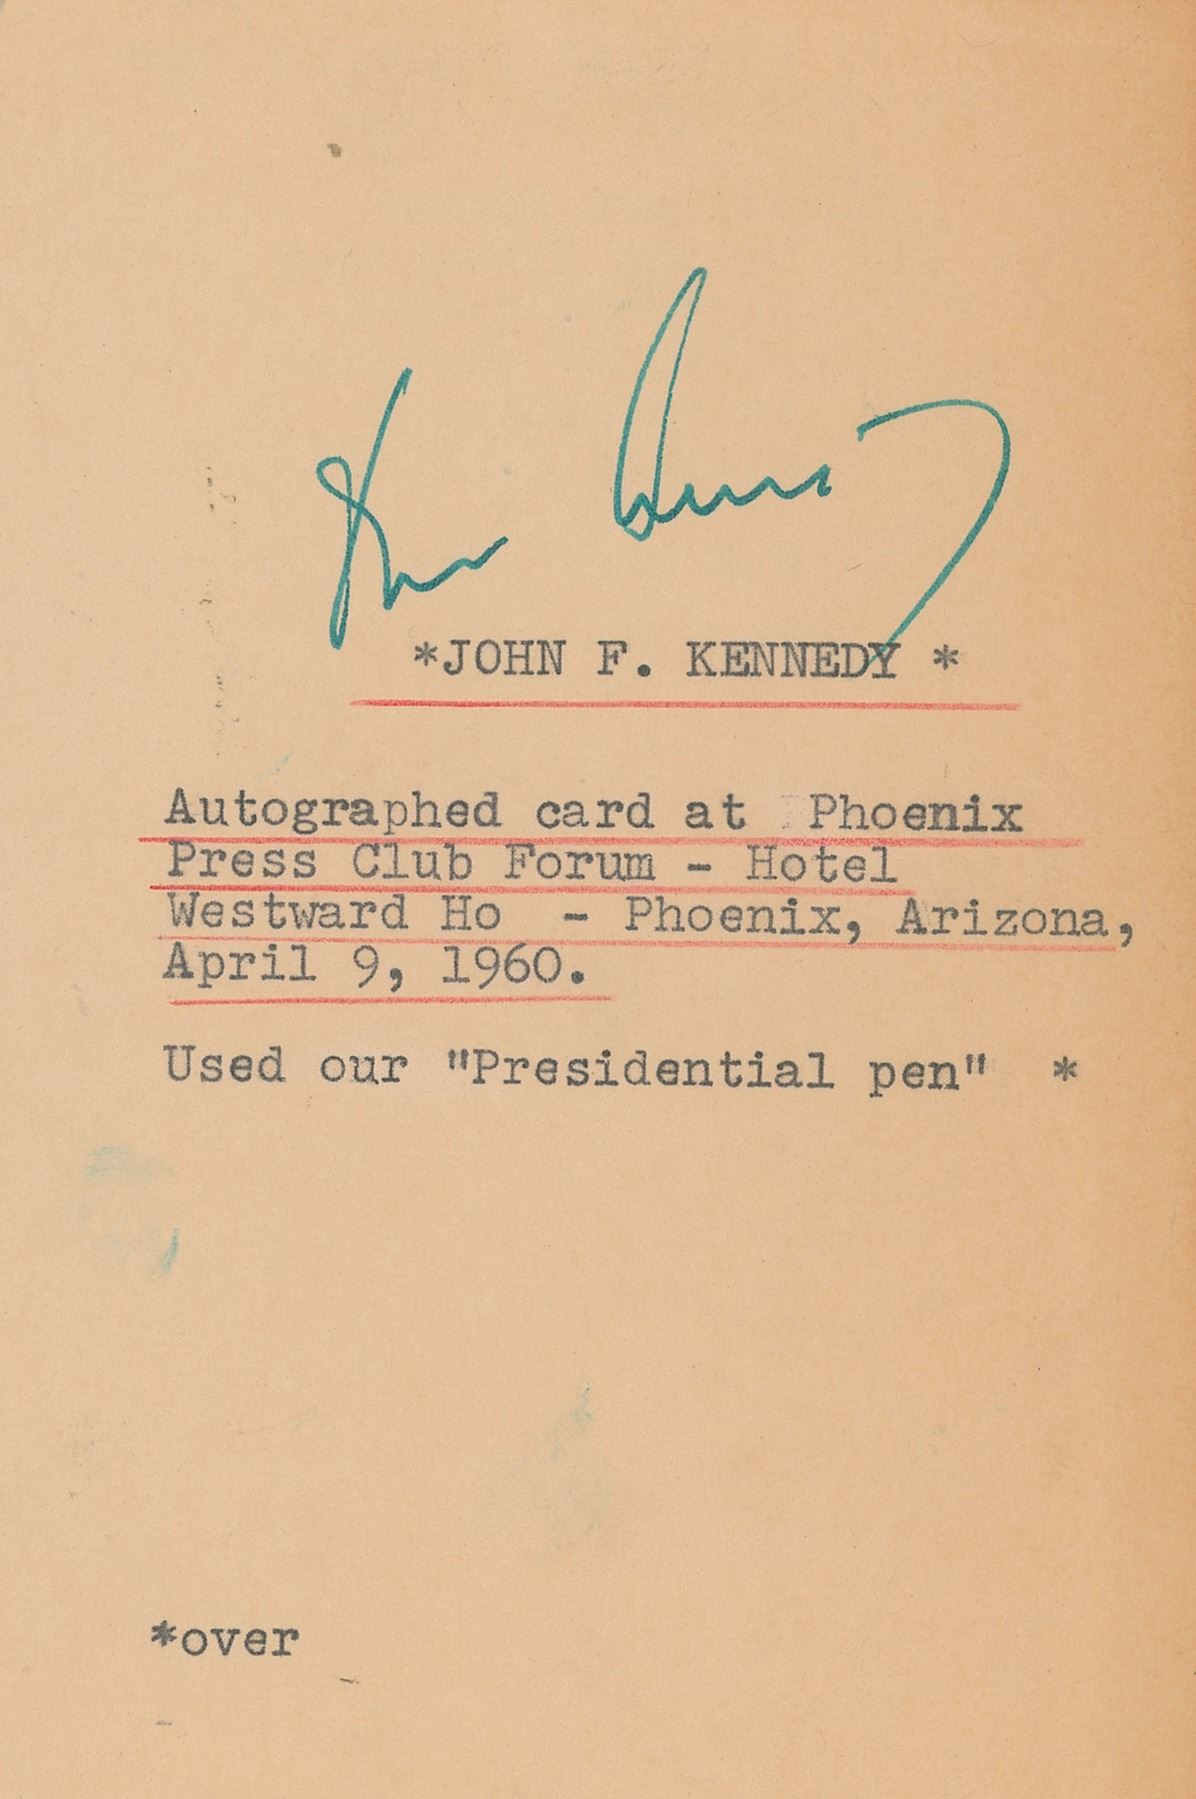 *JOHN F. KENNEDY *
Autographed card at Phoenix
Press Club Forum - Hotel
Westward Ho - Phoenix, Arizona,
April 9, 1960.
Used our "Presidential pen" *
*over